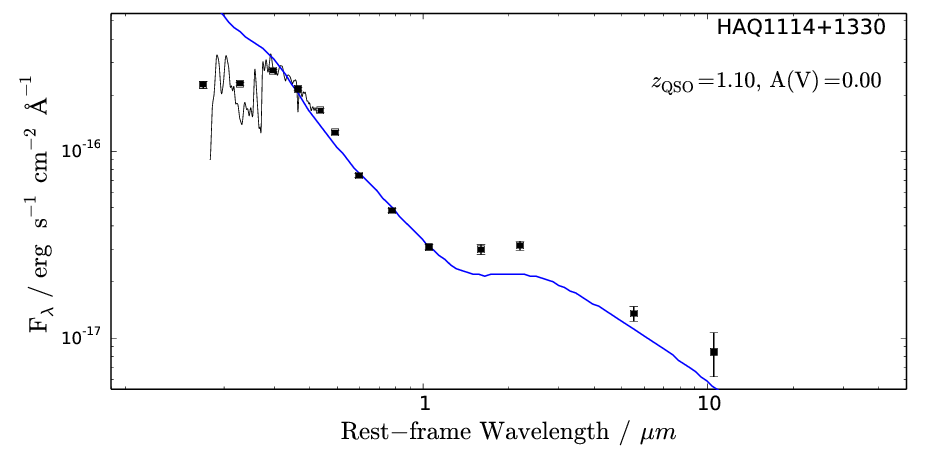 HAQ1114+1330
z_QSO=1.10, A(V)=0.00
F_λ / erg s⁻¹ cm⁻² Å⁻¹
10⁻¹⁶
10⁻¹⁷
1 10
Rest−frame Wavelength / μm